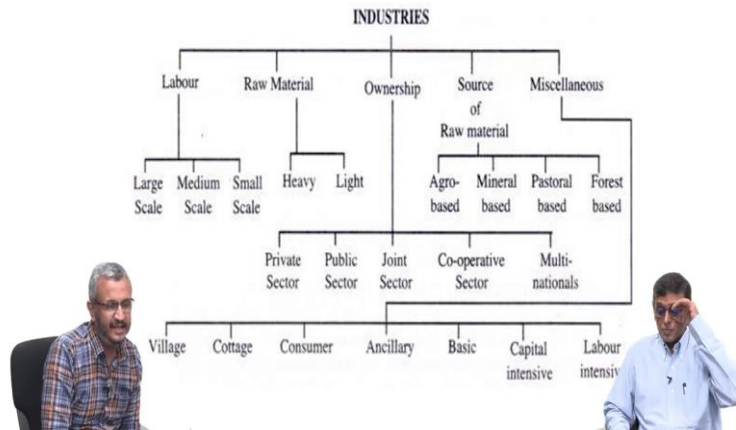 INDUSTRIES
Labour
Raw Material
Ownership
Source
of
Raw material
Miscellaneous
Large
Scale
Medium
Scale
Small
Scale
Heavy
Light
Agro-
based
Mineral
based
Pastoral
based
Forest
based
Private
Sector
Public
Sector
Joint
Sector
Co-operative
Sector
Multi-
nationals
Village
Cottage
Consumer
Ancillary
Basic
Capital
intensive
Labour
intensiv